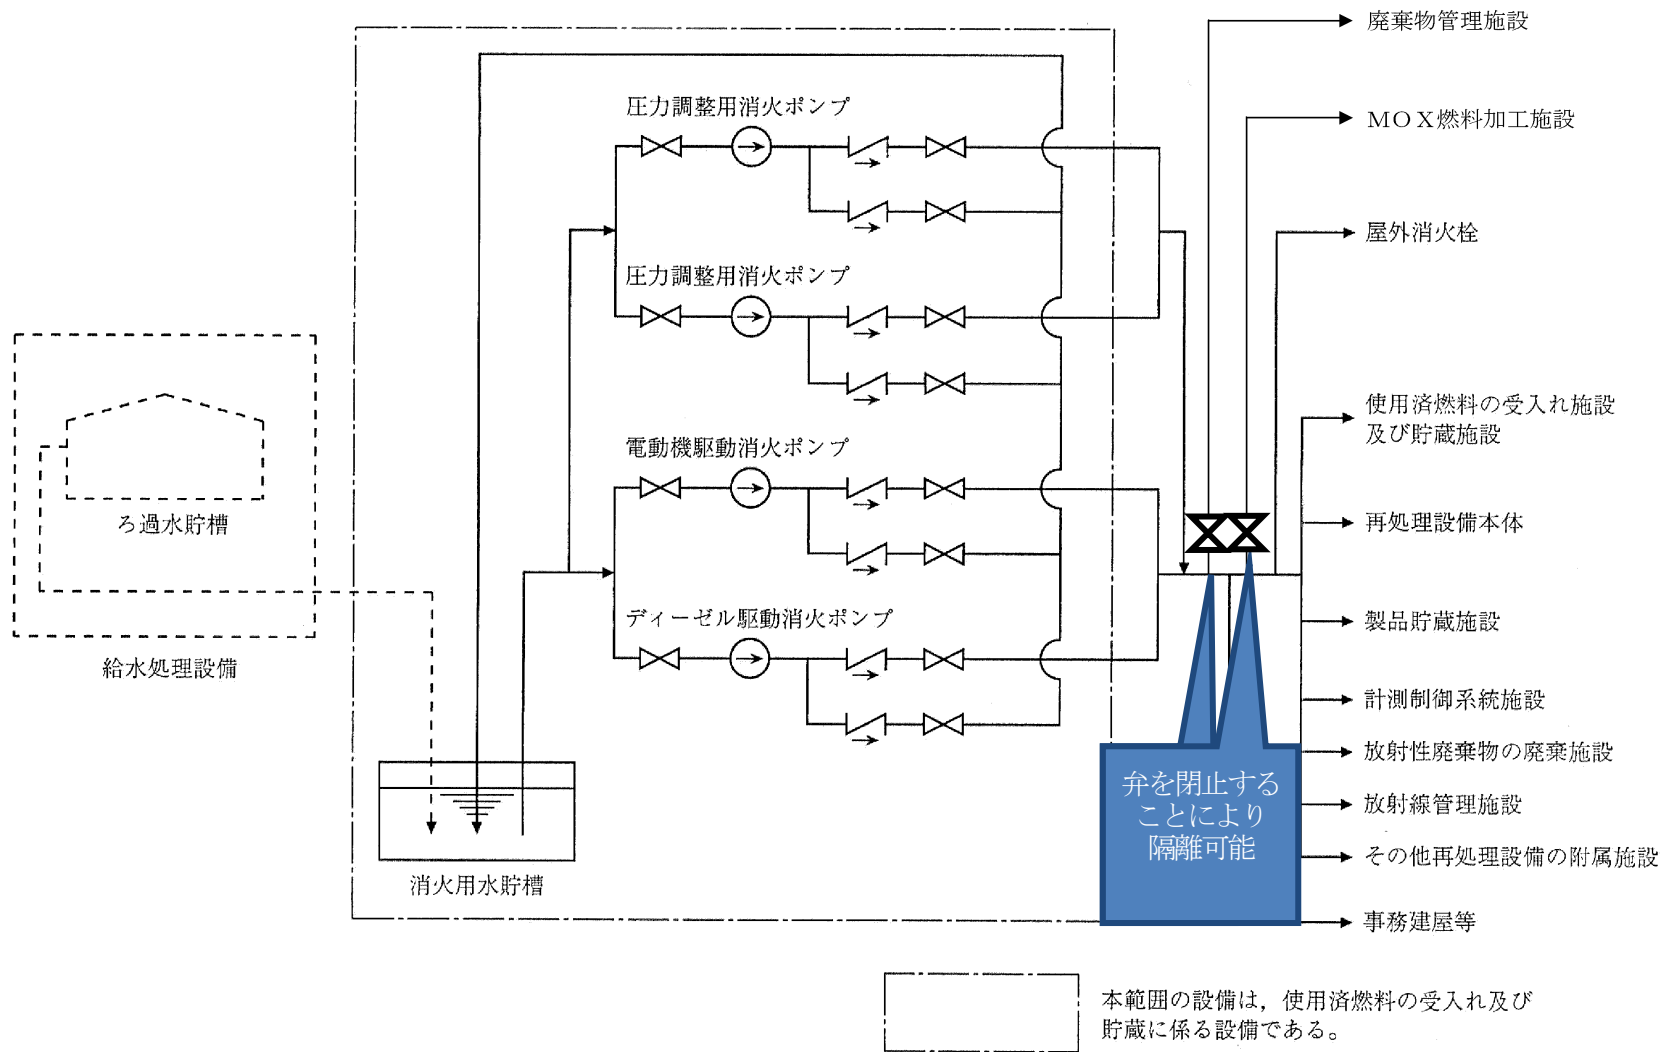 廃棄物管理施設
圧力調整用消火ポンプ
ＭＯＸ燃料加工施設
屋外消火栓
圧力調整用消火ポンプ
使用済燃料の受入れ施設
及び貯蔵施設
電動機駆動消火ポンプ
ろ過水貯槽
再処理設備本体
ディーゼル駆動消火ポンプ
製品貯蔵施設
給水処理設備
計測制御系統施設
放射性廃棄物の廃棄施設
弁を閉止する
ことにより
隔離可能
放射線管理施設
その他再処理設備の附属施設
消火用水貯槽
事務建屋等
本範囲の設備は，使用済燃料の受入れ及び
貯蔵に係る設備である。